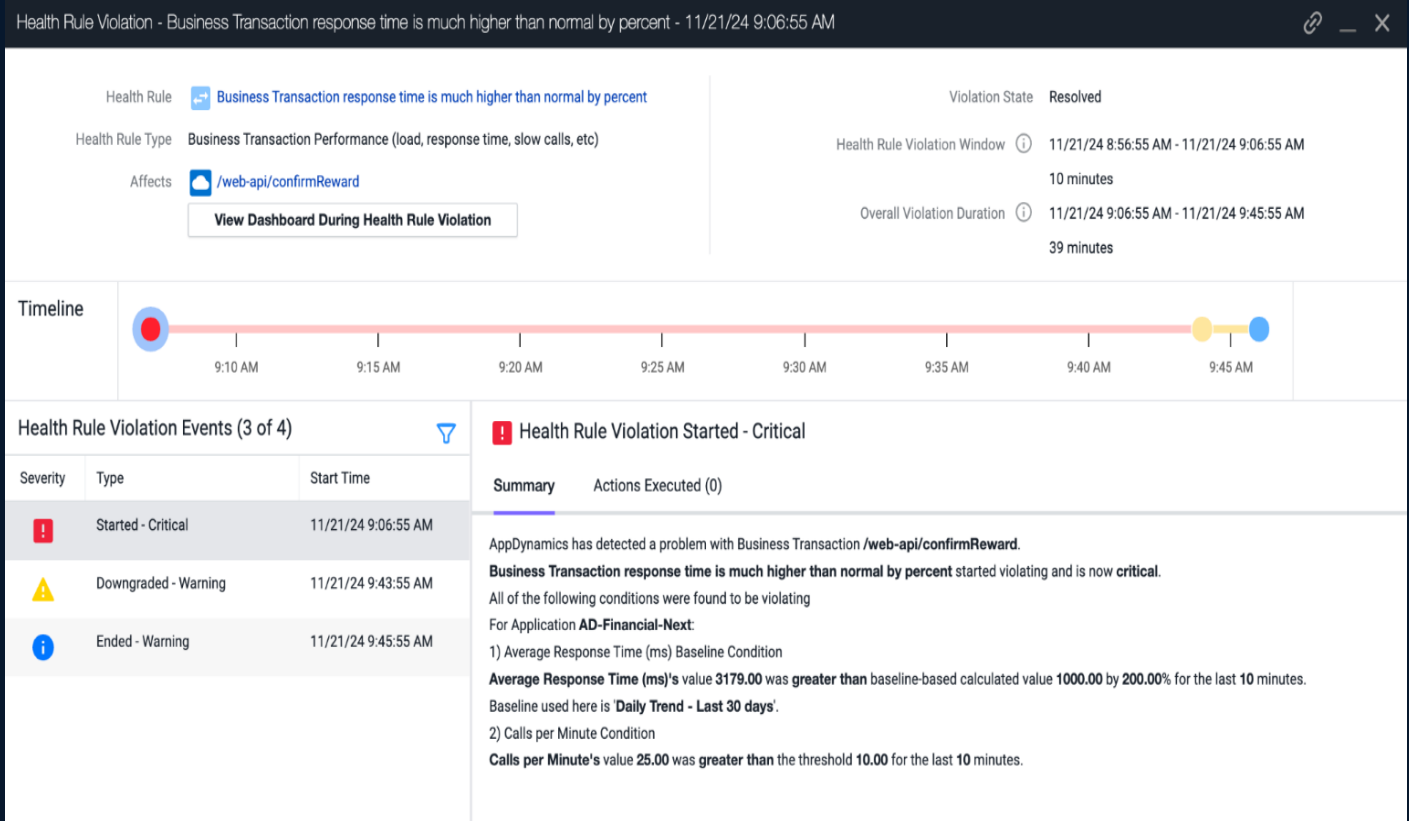 Health Rule Violation - Business Transaction response time is much higher than normal by percent - 11/21/24 9:06:55 AM
Health Rule Business Transaction response time is much higher than normal by percent
Health Rule Type Business Transaction Performance (load, response time, slow calls, etc)
Affects /web-api/confirmReward
View Dashboard During Health Rule Violation
Violation State Resolved
Health Rule Violation Window 11/21/24 8:56:55 AM - 11/21/24 9:06:55 AM
10 minutes
Overall Violation Duration 11/21/24 9:06:55 AM - 11/21/24 9:45:55 AM
39 minutes
Timeline
9:10 AM 9:15 AM 9:20 AM 9:25 AM 9:30 AM 9:35 AM 9:40 AM 9:45 AM
Health Rule Violation Events (3 of 4)
Severity Type Start Time
Started - Critical 11/21/24 9:06:55 AM
Downgraded - Warning 11/21/24 9:43:55 AM
Ended - Warning 11/21/24 9:45:55 AM
Health Rule Violation Started - Critical
Summary Actions Executed (0)
AppDynamics has detected a problem with Business Transaction /web-api/confirmReward.
Business Transaction response time is much higher than normal by percent started violating and is now critical.
All of the following conditions were found to be violating
For Application AD-Financial-Next:
1) Average Response Time (ms) Baseline Condition
Average Response Time (ms)'s value 3179.00 was greater than baseline-based calculated value 1000.00 by 200.00% for the last 10 minutes.
Baseline used here is 'Daily Trend - Last 30 days'.
2) Calls per Minute Condition
Calls per Minute's value 25.00 was greater than the threshold 10.00 for the last 10 minutes.